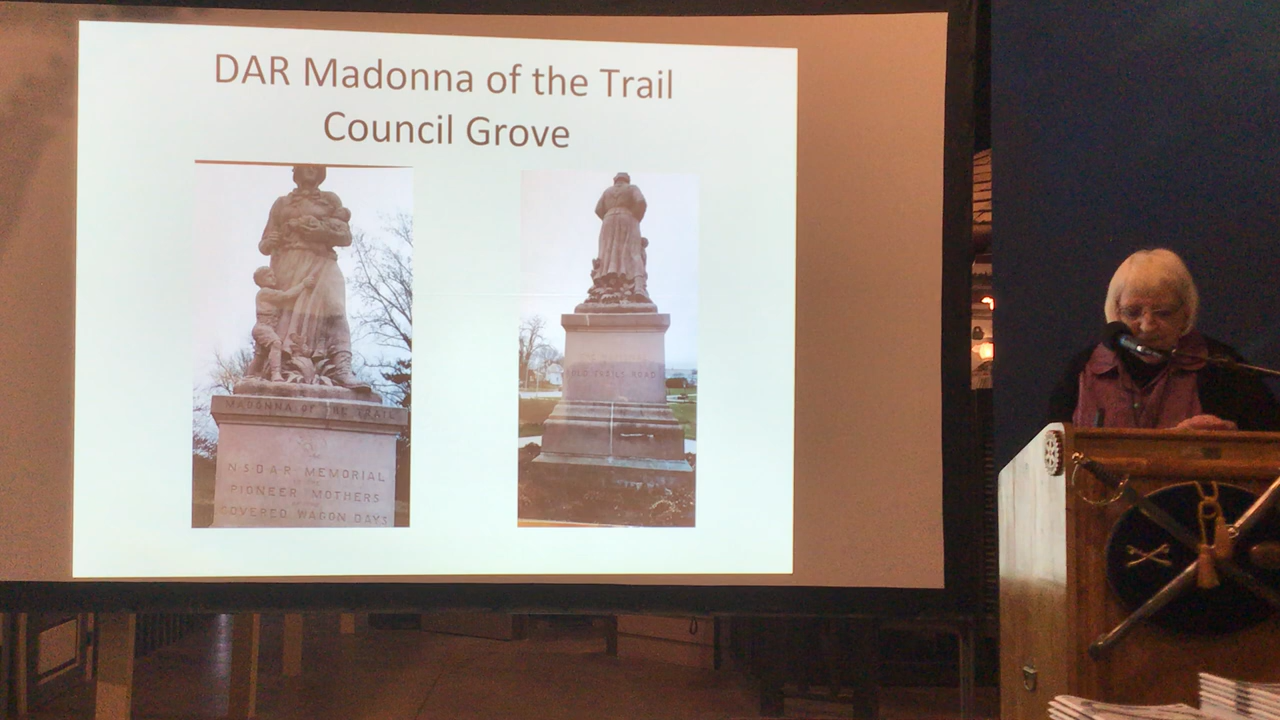 DAR Madonna of the Trail
Council Grove
MADONNA OF THE TRAIL
NSDAR MEMORIAL
PIONEER MOTHERS
COVERED WAGON DAYS
OLD TRAILS ROAD